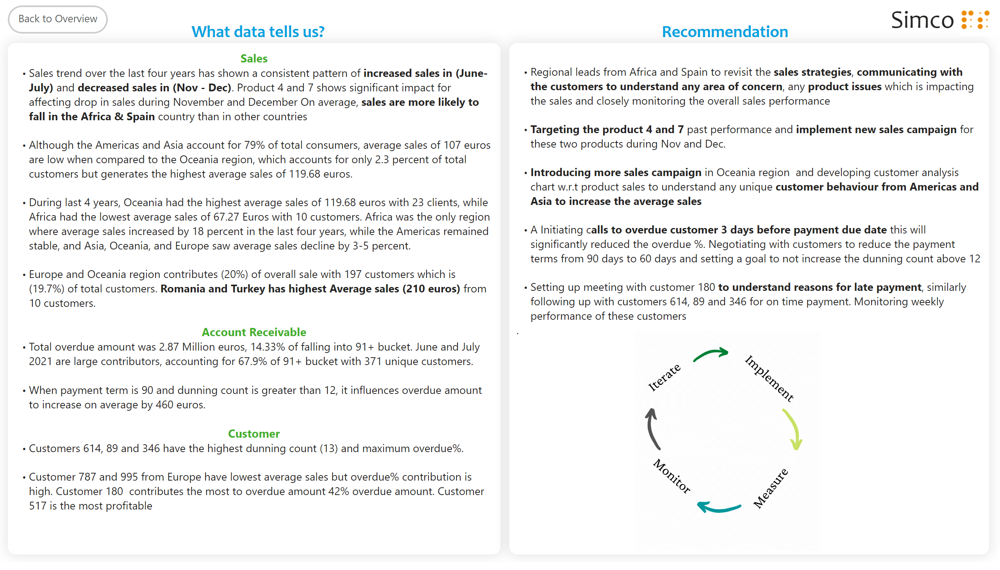 Back to Overview
Simco
What data tells us?
Recommendation
Sales
• Sales trend over the last four years has shown a consistent pattern of increased sales in (June-
July) and decreased sales in (Nov - Dec). Product 4 and 7 shows significant impact for
affecting drop in sales during November and December On average, sales are more likely to
fall in the Africa & Spain country than in other countries
• Although the Americas and Asia account for 79% of total consumers, average sales of 107 euros
are low when compared to the Oceania region, which accounts for only 2.3 percent of total
customers but generates the highest average sales of 119.68 euros.
• During last 4 years, Oceania had the highest average sales of 119.68 euros with 23 clients, while
Africa had the lowest average sales of 67.27 Euros with 10 customers. Africa was the only region
where average sales increased by 18 percent in the last four years, while the Americas remained
stable, and Asia, Oceania, and Europe saw average sales decline by 3-5 percent.
• Europe and Oceania region contributes (20%) of overall sale with 197 customers which is
(19.7%) of total customers. Romania and Turkey has highest Average sales (210 euros) from
10 customers.
Account Receivable
• Total overdue amount was 2.87 Million euros, 14.33% of falling into 91+ bucket. June and July
2021 are large contributors, accounting for 67.9% of 91+ bucket with 371 unique customers.
• When payment term is 90 and dunning count is greater than 12, it influences overdue amount
to increase on average by 460 euros.
Customer
• Customers 614, 89 and 346 have the highest dunning count (13) and maximum overdue%.
• Customer 787 and 995 from Europe have lowest average sales but overdue% contribution is
high. Customer 180  contributes the most to overdue amount 42% overdue amount. Customer
517 is the most profitable
• Regional leads from Africa and Spain to revisit the sales strategies, communicating with
the customers to understand any area of concern, any product issues which is impacting
the sales and closely monitoring the overall sales performance
• Targeting the product 4 and 7 past performance and implement new sales campaign for
these two products during Nov and Dec.
• Introducing more sales campaign in Oceania region  and developing customer analysis
chart w.r.t product sales to understand any unique customer behaviour from Americas and
Asia to increase the average sales
• A Initiating calls to overdue customer 3 days before payment due date this will
significantly reduced the overdue %. Negotiating with customers to reduce the payment
terms from 90 days to 60 days and setting a goal to not increase the dunning count above 12
• Setting up meeting with customer 180 to understand reasons for late payment, similarly
following up with customers 614, 89 and 346 for on time payment. Monitoring weekly
performance of these customers
.
Iterate
Implement
Measure
Monitor